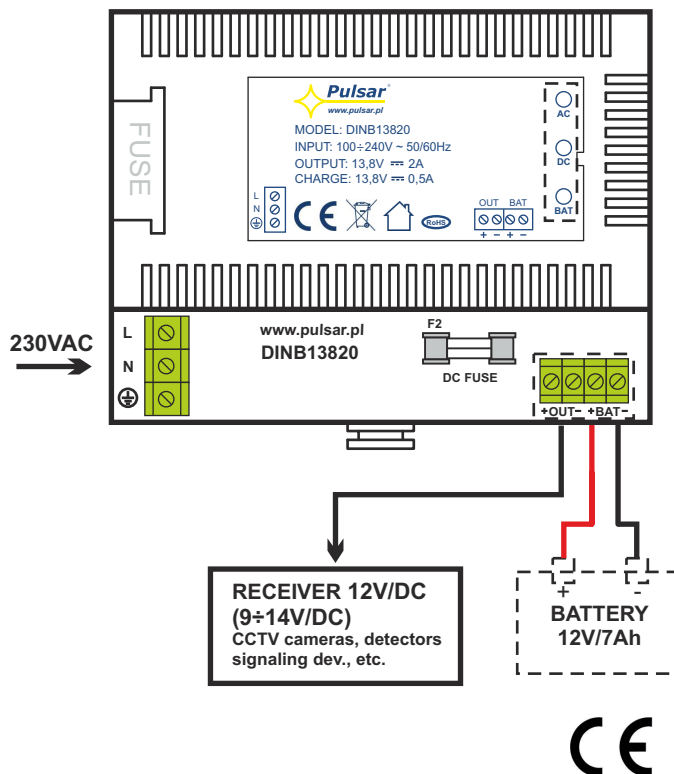 FUSE
Pulsar®
www.pulsar.pl
MODEL: DINB13820
INPUT: 100÷240V ~ 50/60Hz
OUTPUT: 13,8V ⎓ 2A
CHARGE: 13,8V ⎓ 0,5A
L
N
CE
RoHS
OUT BAT
+ − + −
AC
DC
BAT
230VAC
L
N
www.pulsar.pl
DINB13820
F2
DC FUSE
+OUT− +BAT−
RECEIVER 12V/DC
(9÷14V/DC)
CCTV cameras, detectors
signaling dev., etc.
+ -
BATTERY
12V/7Ah
CE